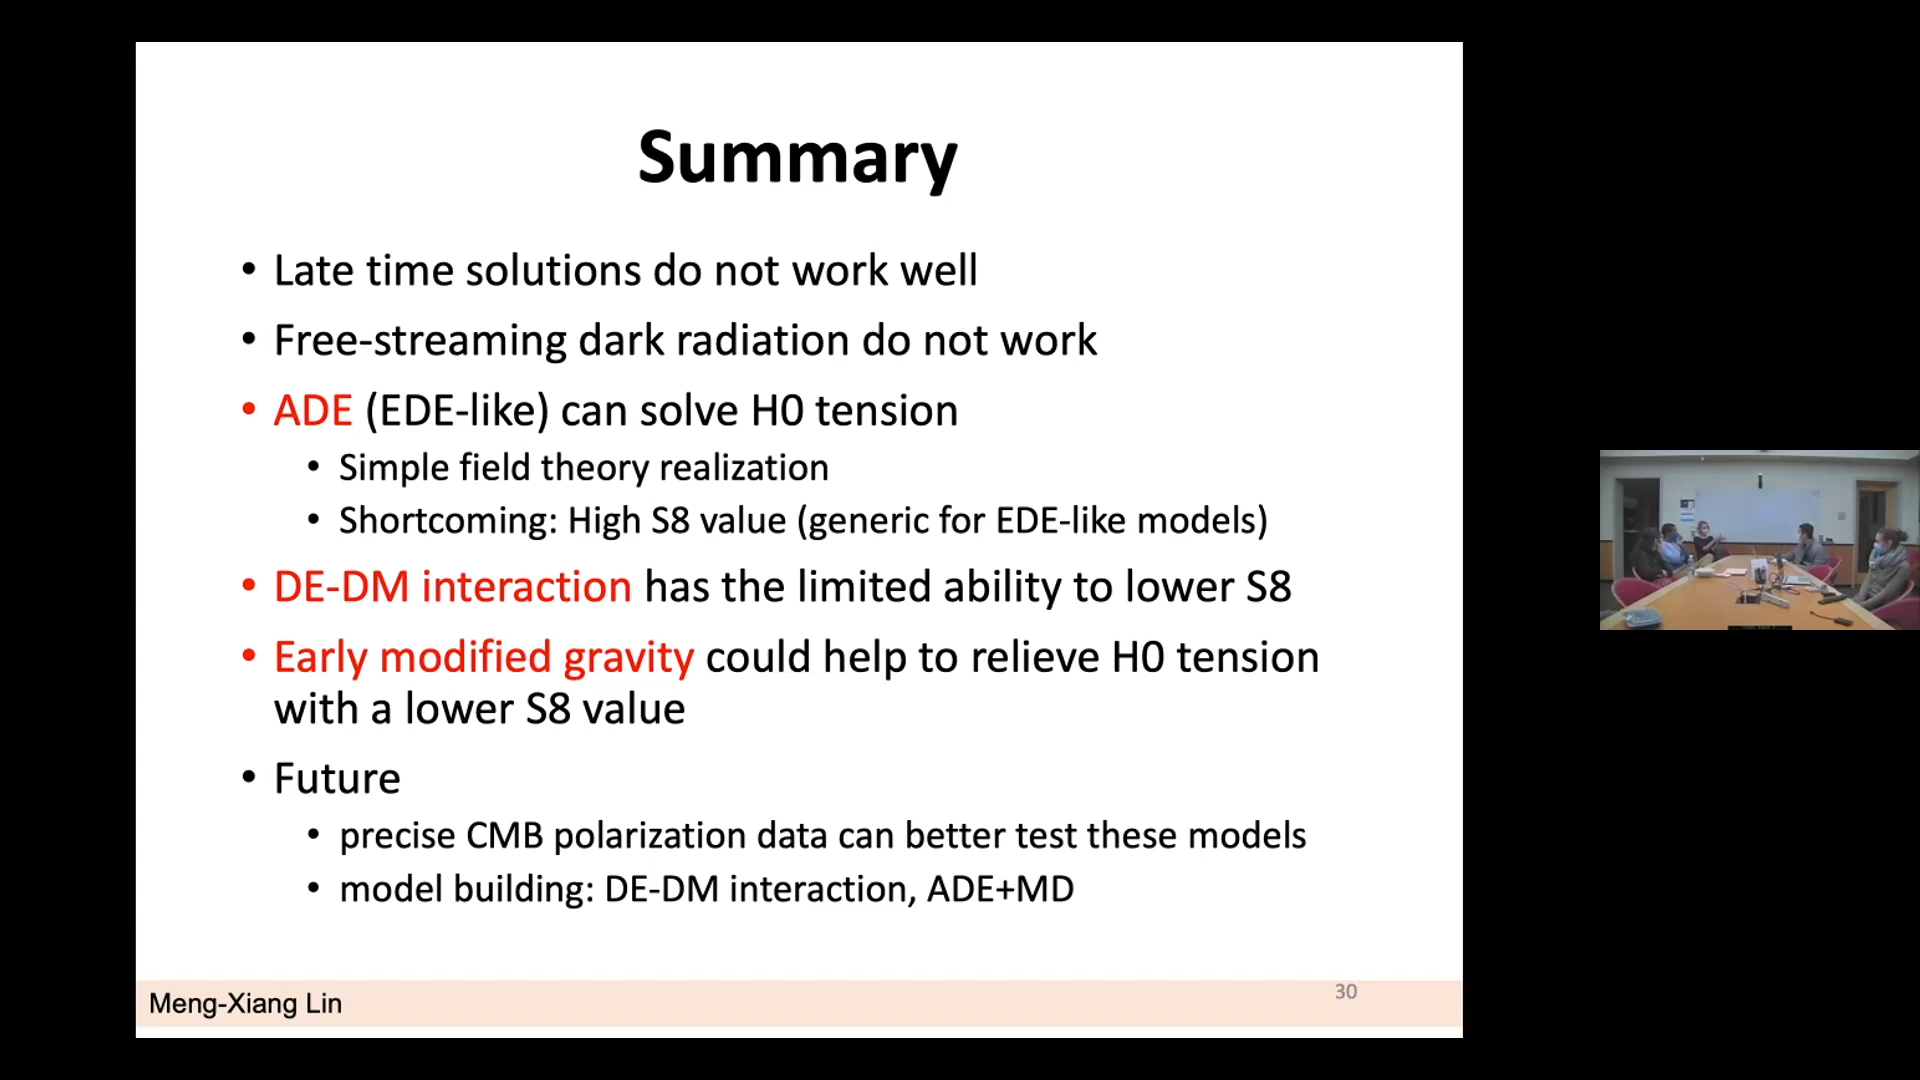 Summary
• Late time solutions do not work well
• Free-streaming dark radiation do not work
• ADE (EDE-like) can solve H0 tension
• Simple field theory realization
• Shortcoming: High S8 value (generic for EDE-like models)
• DE-DM interaction has the limited ability to lower S8
• Early modified gravity could help to relieve H0 tension
with a lower S8 value
• Future
• precise CMB polarization data can better test these models
• model building: DE-DM interaction, ADE+MD
Meng-Xiang Lin
30